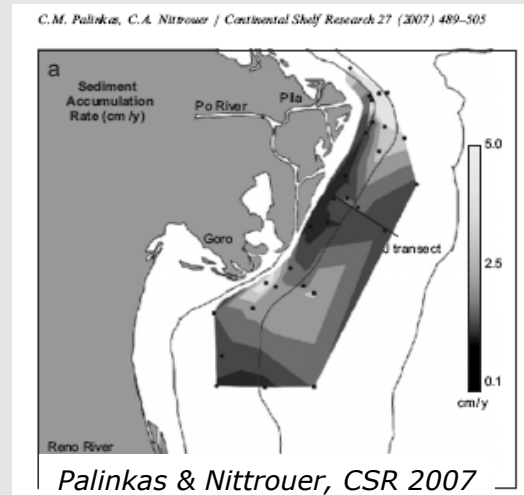 C.M. Palinkas, C.A. Nittrouer / Continental Shelf Research 27 (2007) 489–505
a
Sediment
Accumulation
Rate (cm /y)
Po River
Pila
5.0
Goro
J transect
2.5
0.1
cm/y
Reno River
Palinkas & Nittrouer, CSR 2007